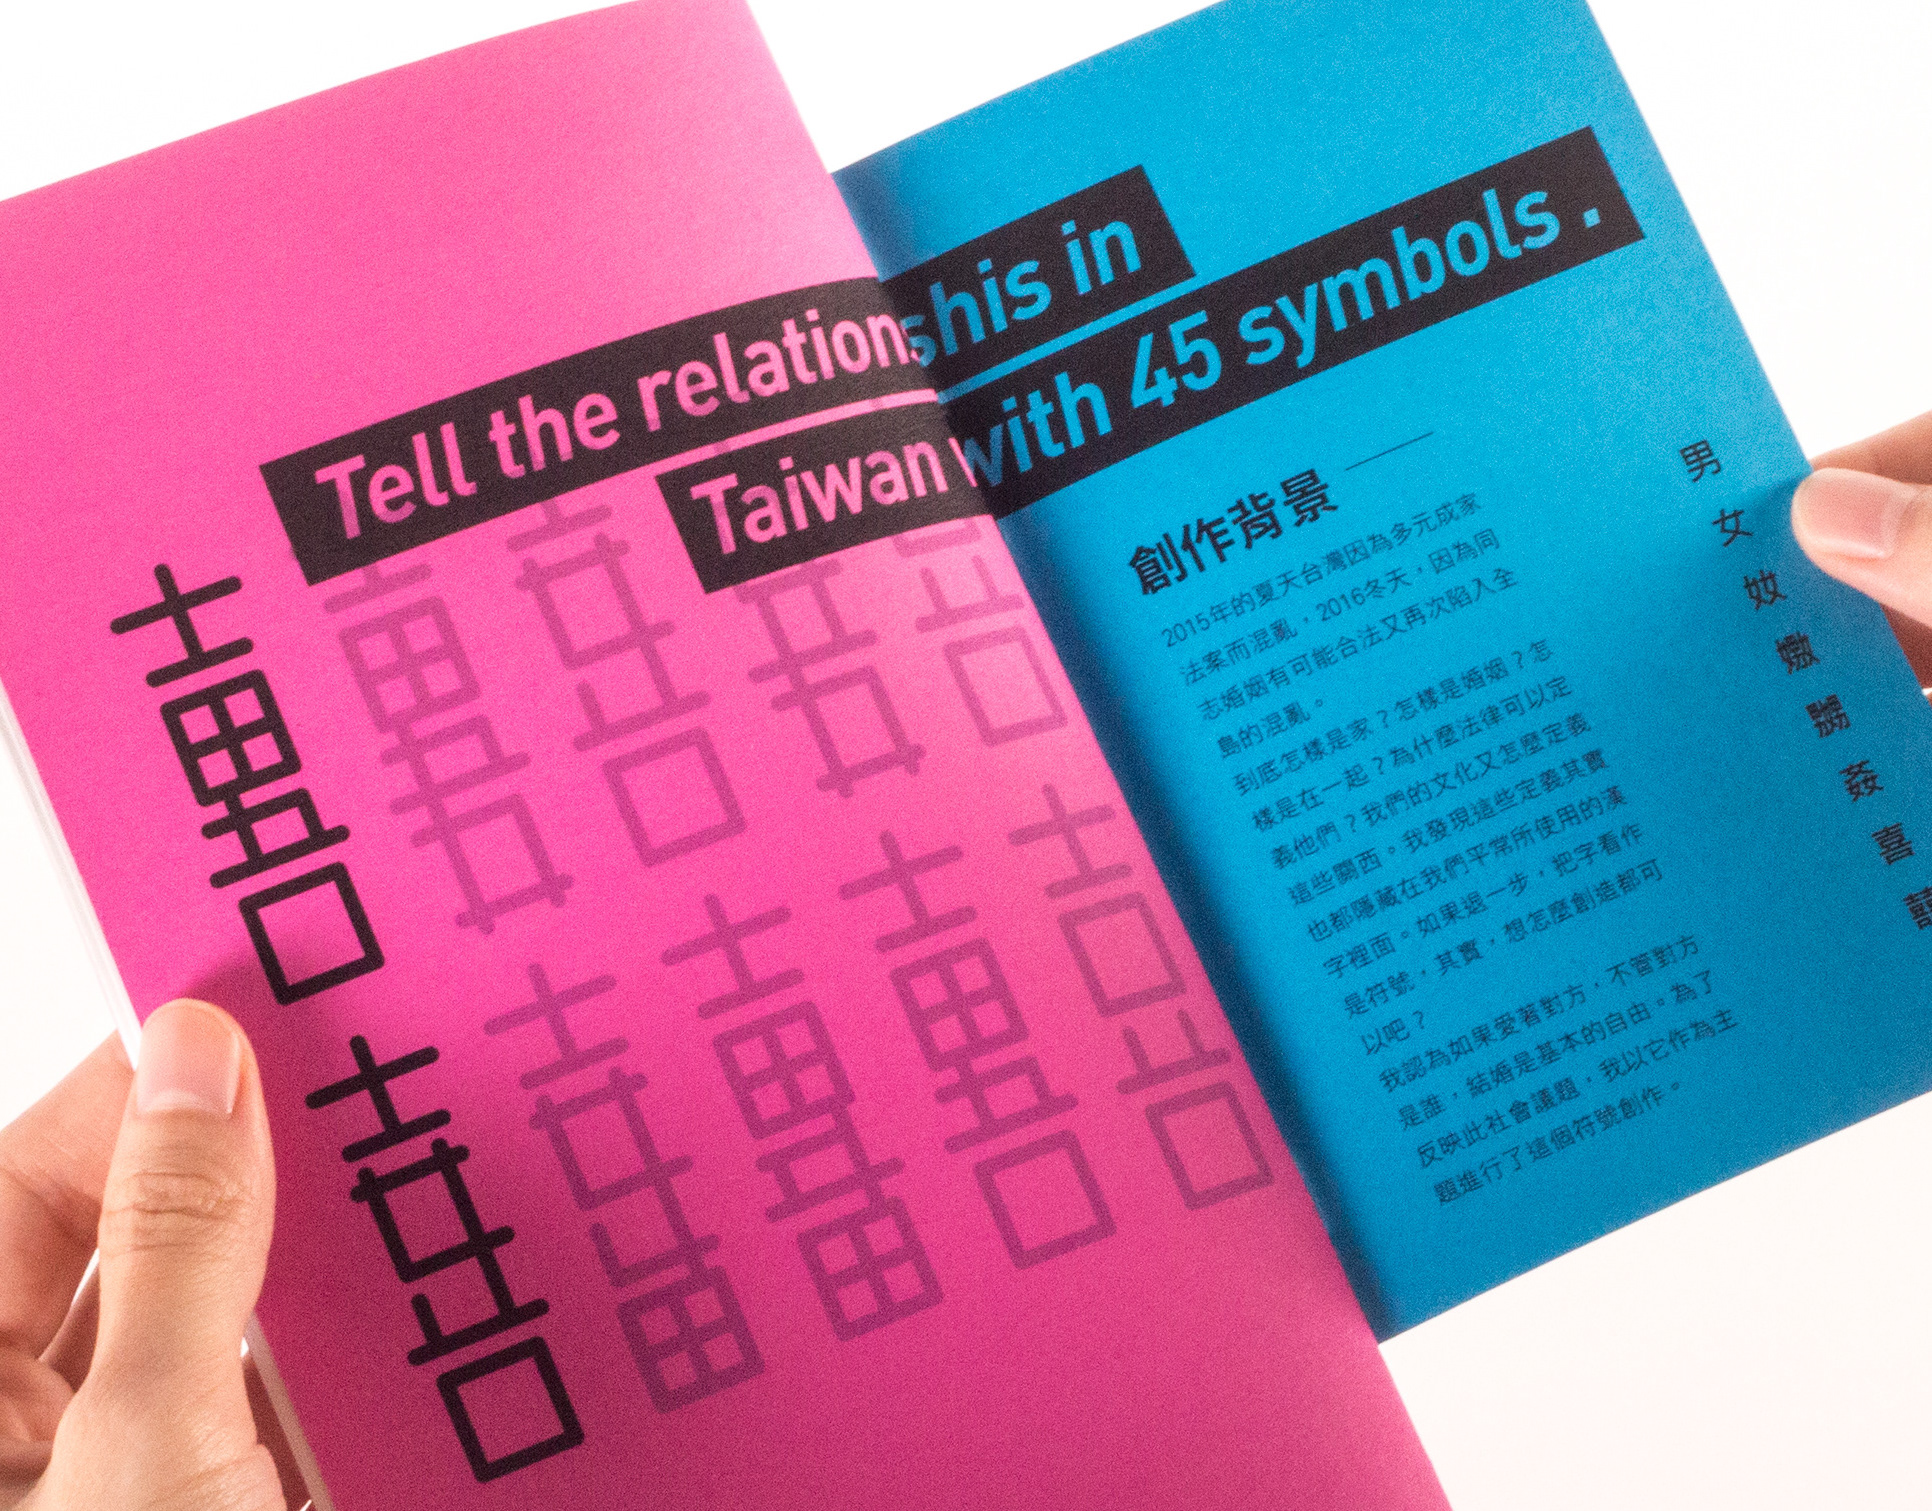 Tell the relationshis in
Taiwan with 45 symbols .
創作背景
2015年的夏天台灣因為多元成家
法案而混亂，2016冬天，因為同
志婚姻有可能合法又再次陷入全
島的混亂。
到底怎樣是家？怎樣是婚姻？怎
樣是在一起？為什麼法律可以定
義他們？我們的文化又怎麼定義
這些關西。我發現這些定義其實
也都隱藏在我們平常所使用的漢
字裡面。如果退一步，把字看作
是符號，其實，想怎麼創造都可
以吧？
我認為如果愛著對方，不管對方
是誰，結婚是基本的自由。為了
反映此社會議題，我以它作為主
題進行了這個符號創作。
男
女
奻
嫐
嬲
姦
喜
囍